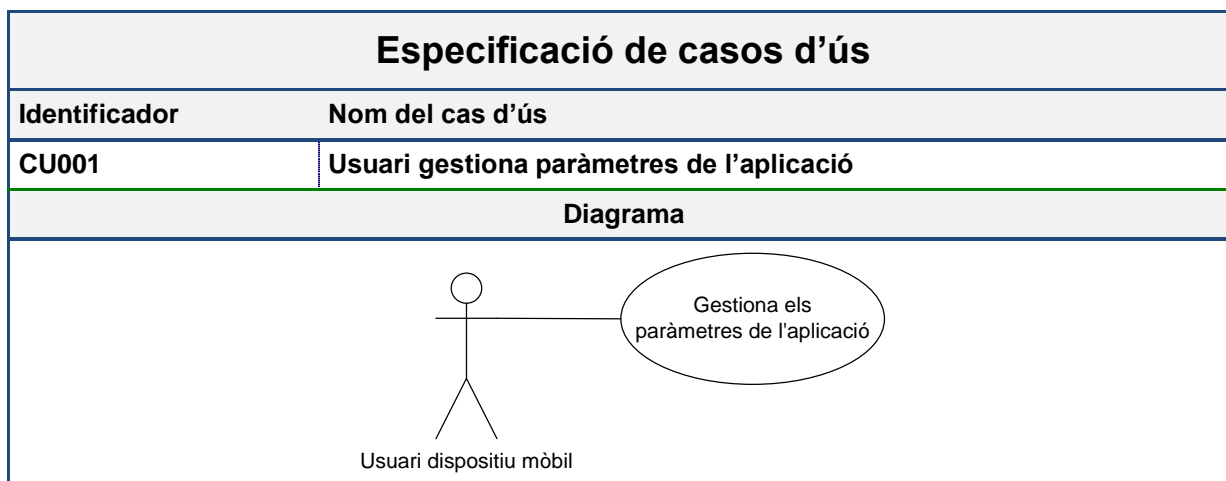 Especificació de casos d’ús
Identificador Nom del cas d’ús
CU001 Usuari gestiona paràmetres de l’aplicació
Diagrama
Gestiona els
paràmetres de l'aplicació
Usuari dispositiu mòbil